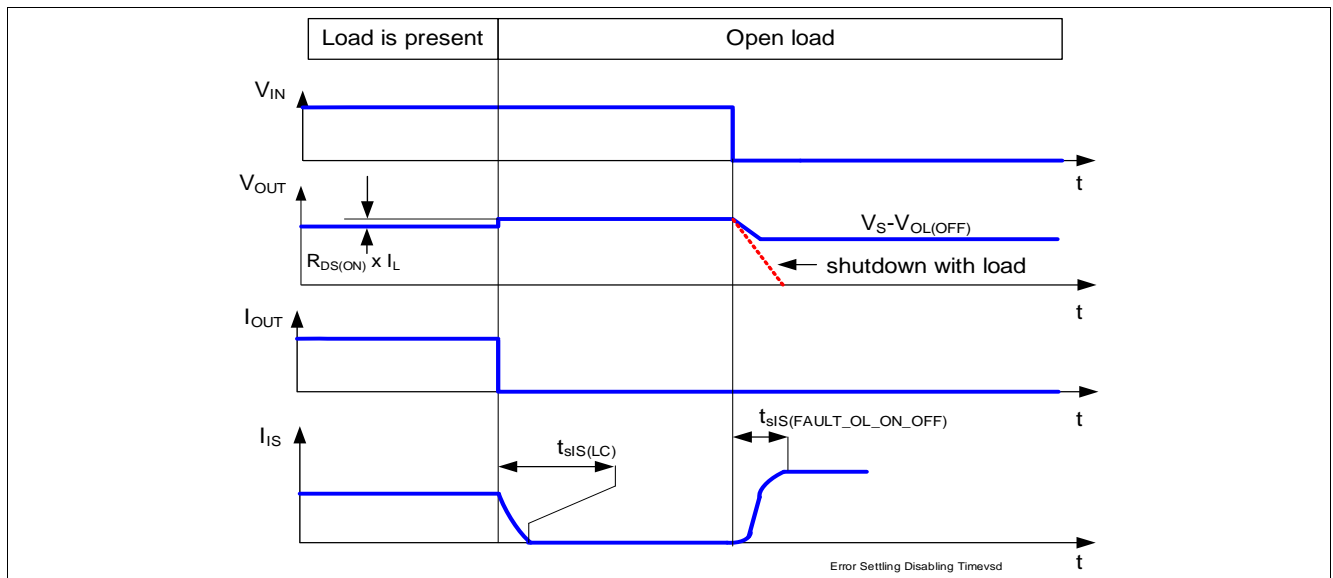 Load is present
Open load
VIN
t
VOUT
RDS(ON) x IL
VS-VOL(OFF)
shutdown with load
t
IOUT
t
IIS
tsIS(LC)
tsIS(FAULT_OL_ON_OFF)
t
Error Settling Disabling Timevsd